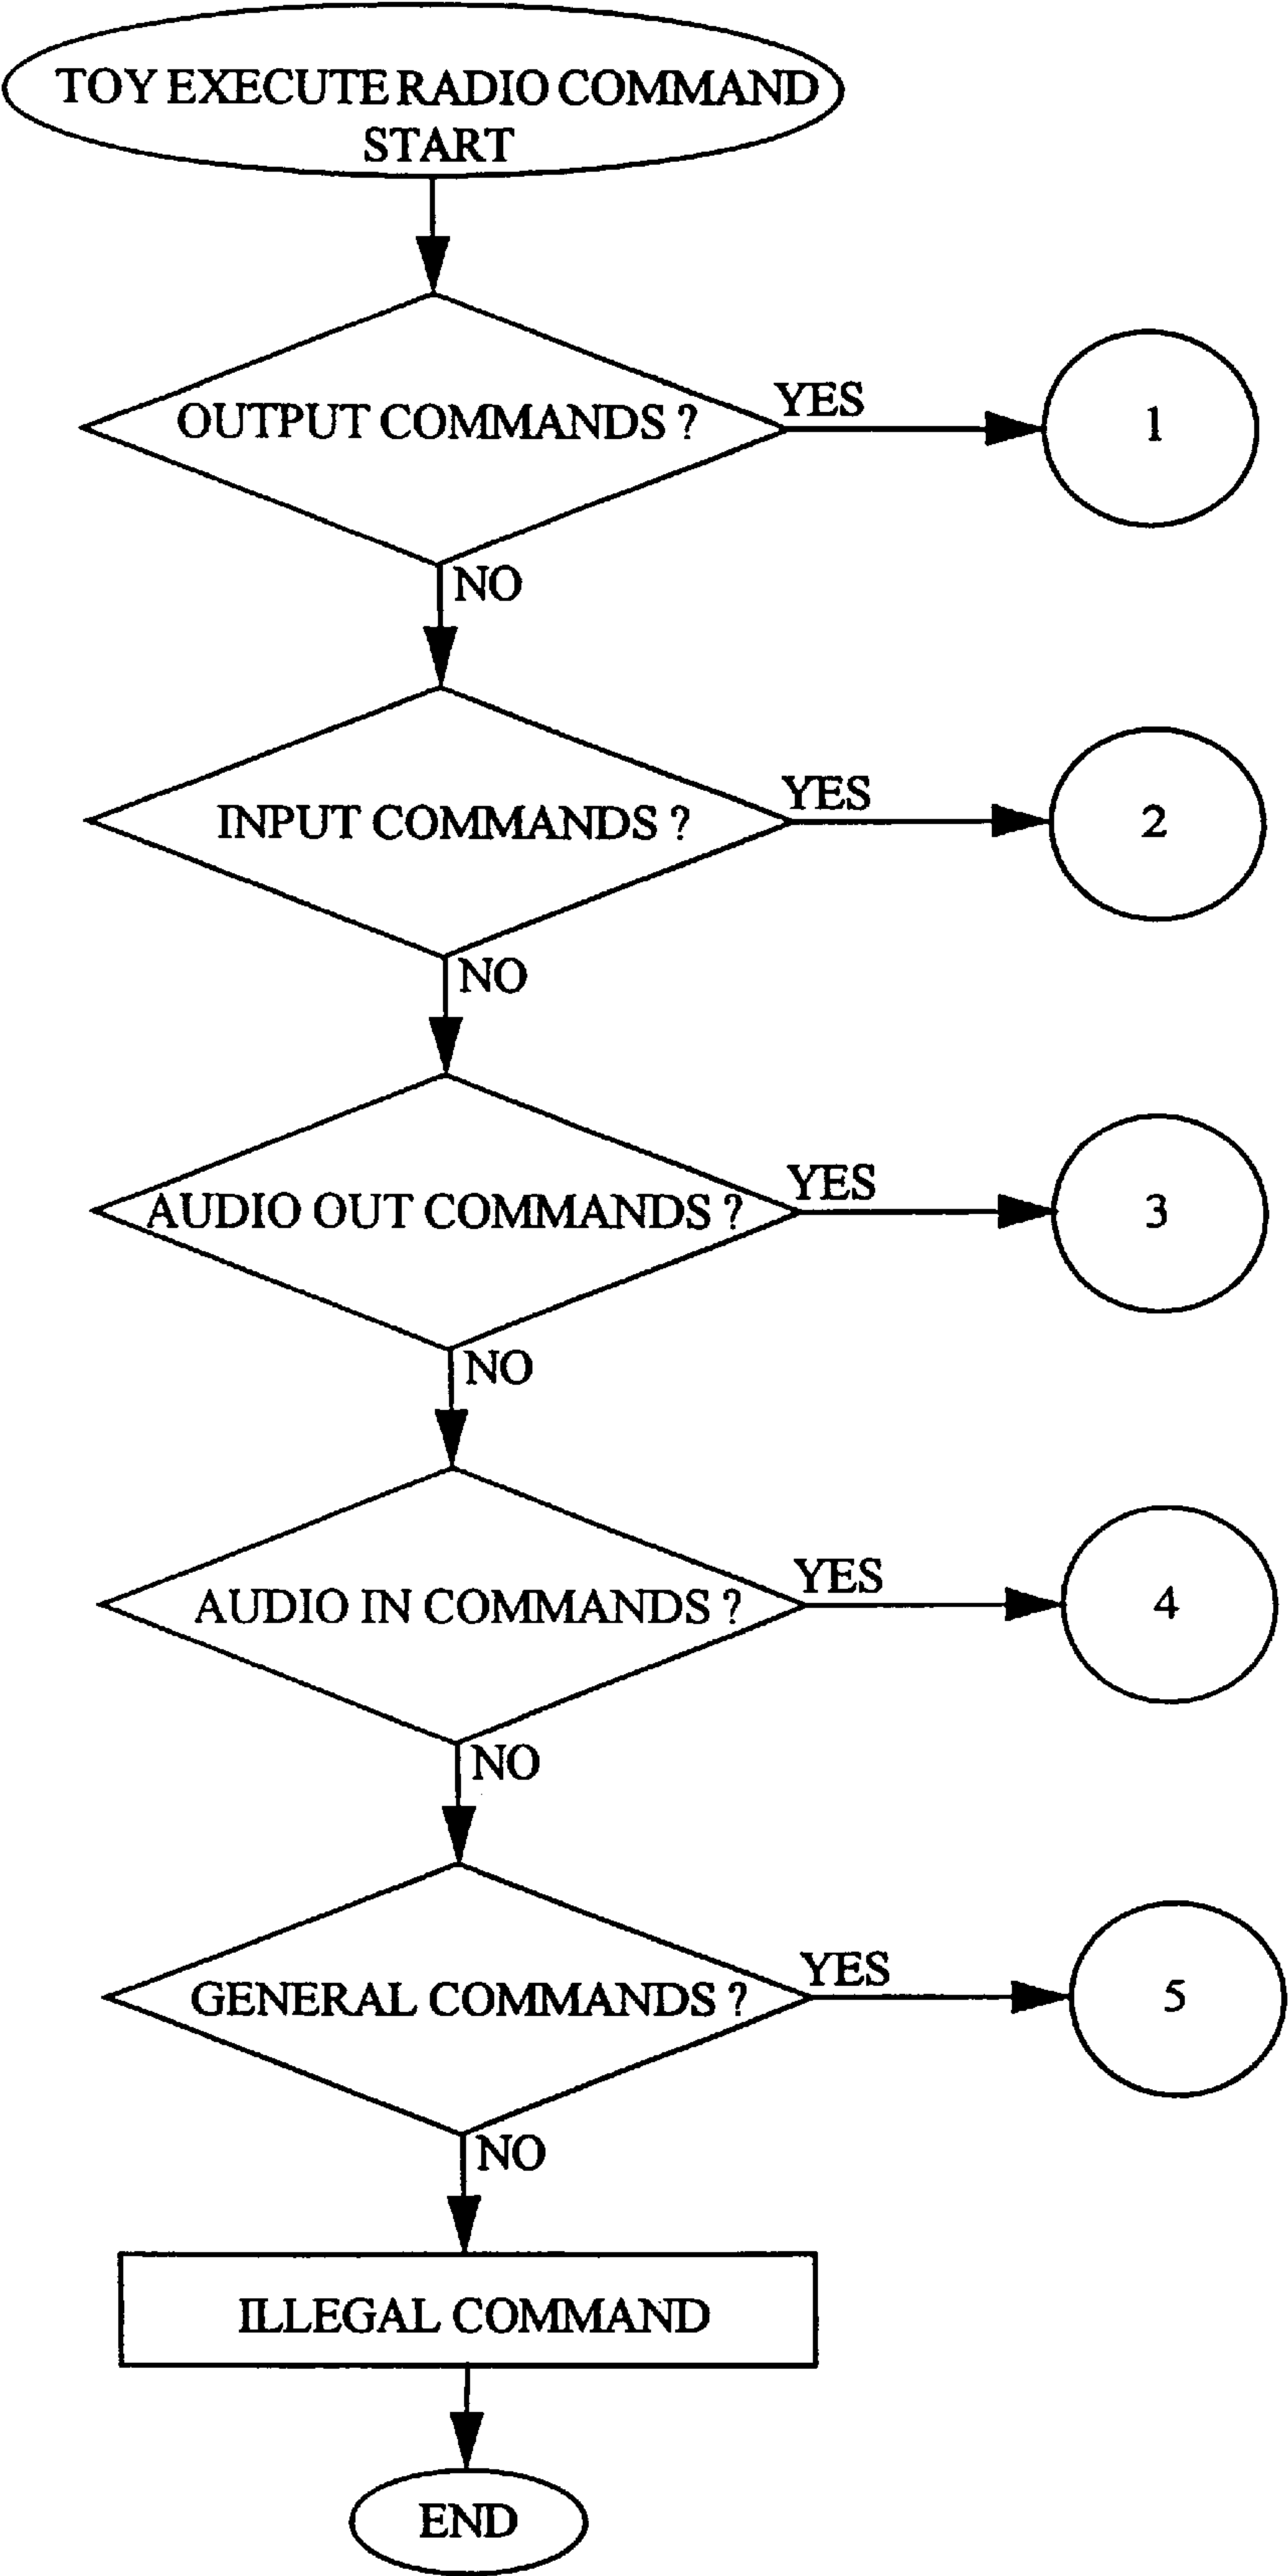 TOY EXECUTE RADIO COMMAND
START
OUTPUT COMMANDS ?
YES
1
NO
INPUT COMMANDS ?
YES
2
NO
AUDIO OUT COMMANDS ?
YES
3
NO
AUDIO IN COMMANDS ?
YES
4
NO
GENERAL COMMANDS ?
YES
5
NO
ILLEGAL COMMAND
END